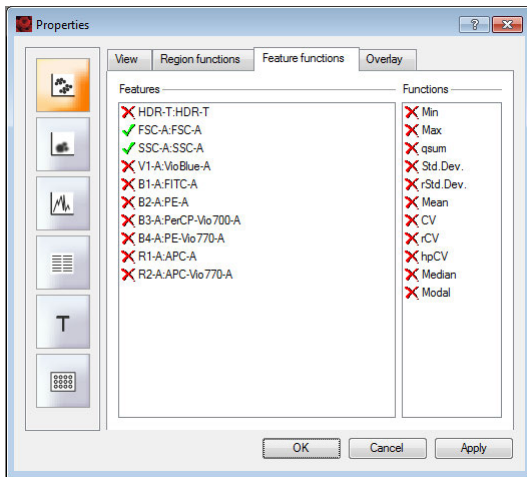 Properties
?
View Region functions Feature functions Overlay
Features
HDR-T:HDR-T
FSC-A:FSC-A
SSC-A:SSC-A
V1-A:VioBlue-A
B1-A:FITC-A
B2-A:PE-A
B3-A:PerCP-Vio700-A
B4-A:PE-Vio770-A
R1-A:APC-A
R2-A:APC-Vio770-A
Functions
Min
Max
qsum
Std.Dev.
rStd.Dev.
Mean
CV
rCV
hpCV
Median
Modal
T
OK Cancel Apply